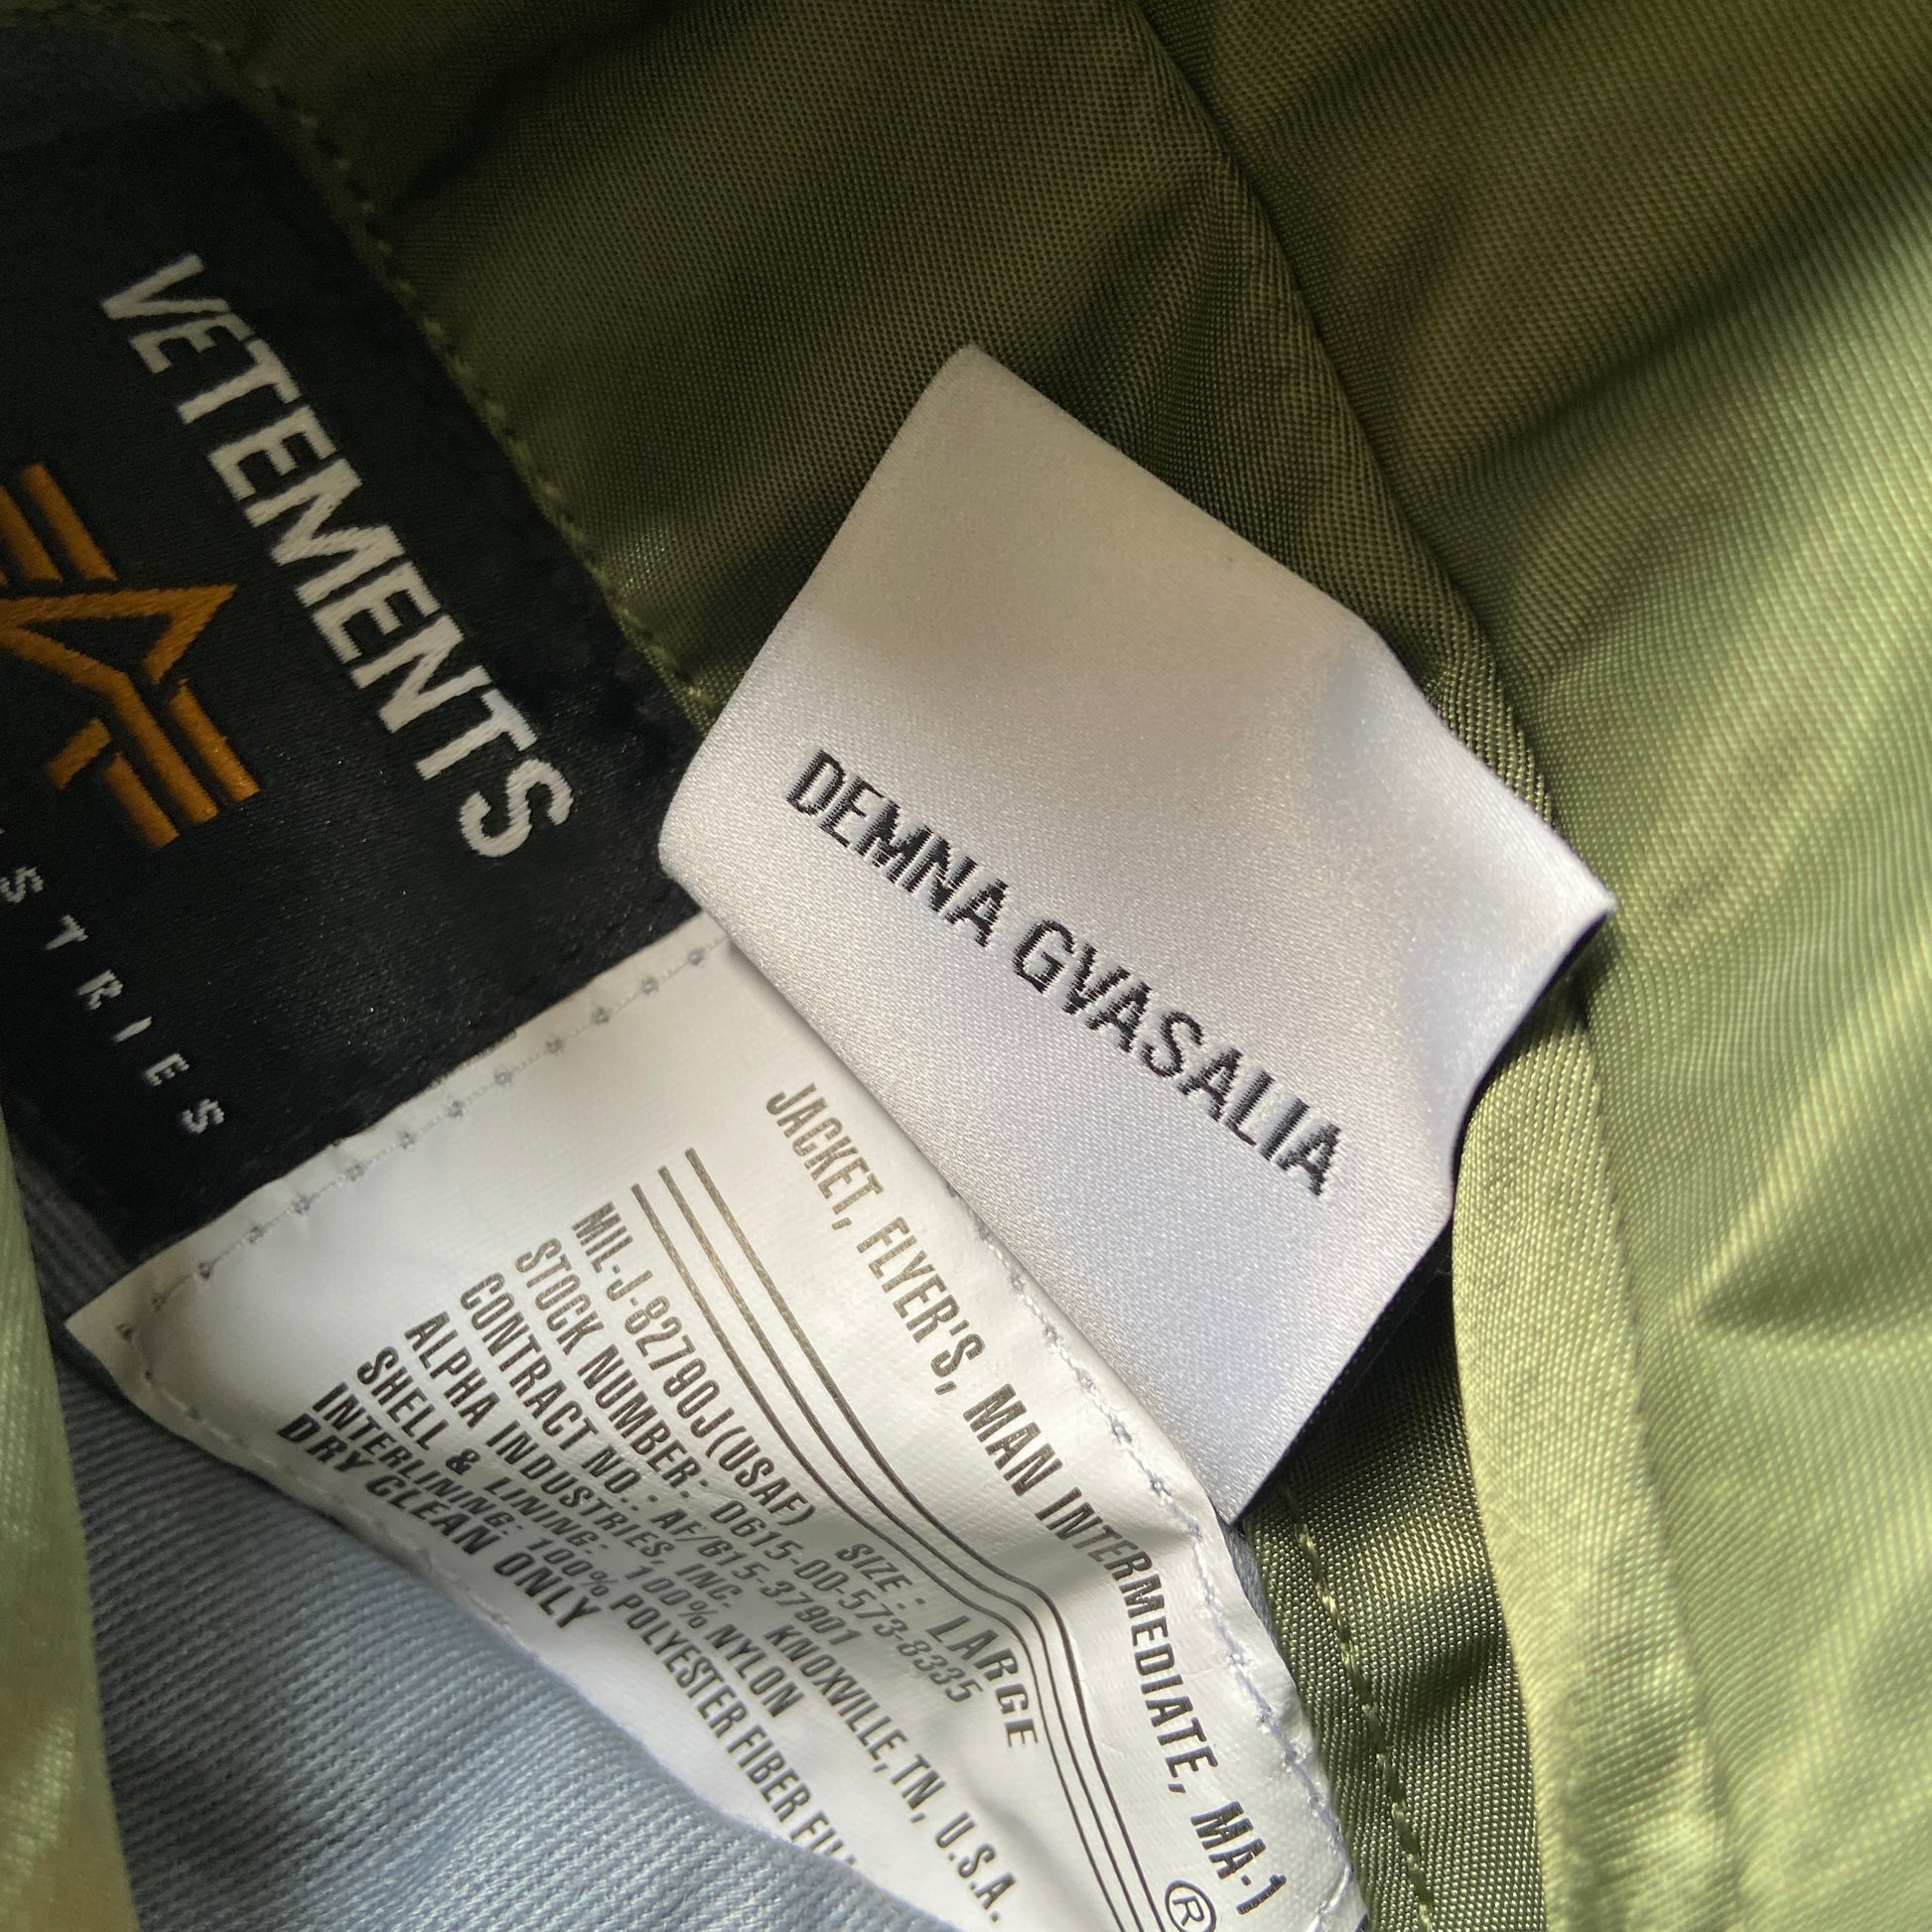 VETEMENTS
STRIES
DEMNA GVASALIA
JACKET, FLYER'S, MAN INTERMEDIATE, MA-1
®
MIL-J-8279OJ(USAF) SIZE: LARGE
STOCK NUMBER: 0615-00-573-8335
CONTRACT NO.: AF/615-37901
ALPHA INDUSTRIES, INC. KNOXVILLE, TN, U.S.A.
SHELL & LINING- 100% NYLON
INTERLINING- 100% POLYESTER FIBER
DRY CLEAN ONLY